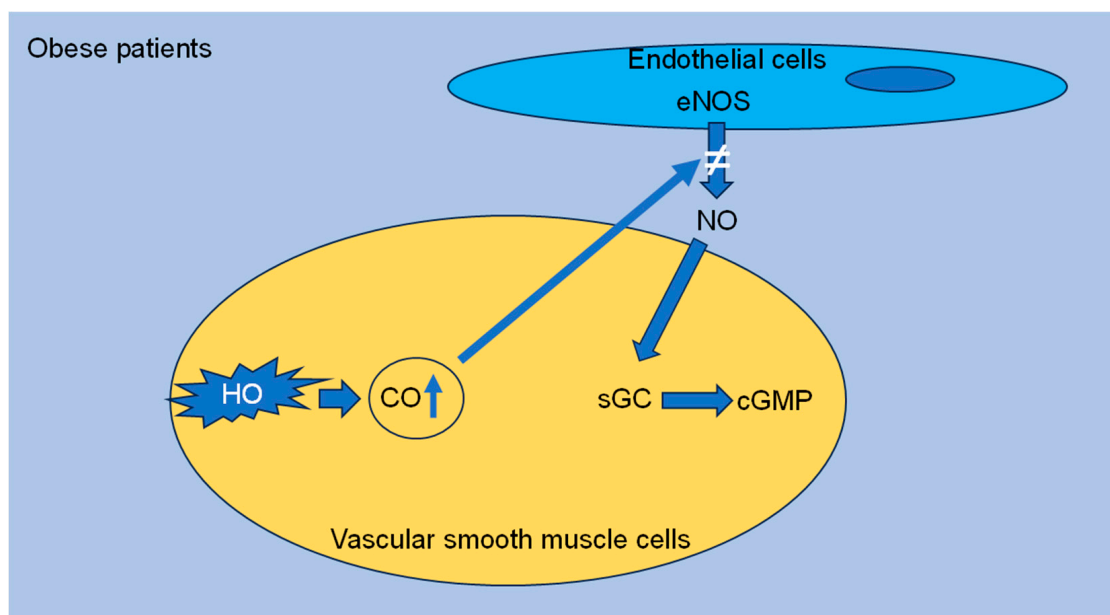 Obese patients
Endothelial cells
eNOS
≠
NO
HO
CO
sGC
cGMP
Vascular smooth muscle cells